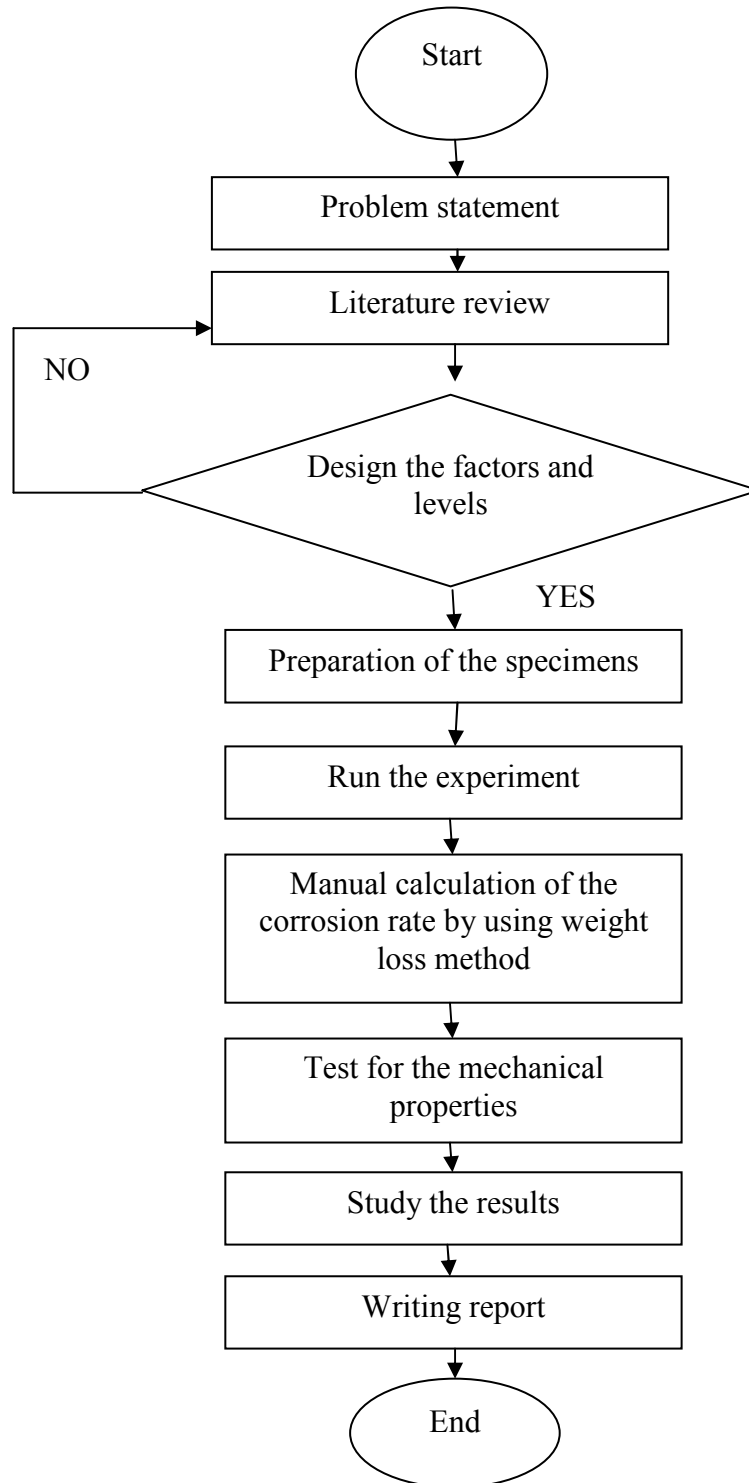 Start
Problem statement
Literature review
NO
Design the factors and
levels
YES
Preparation of the specimens
Run the experiment
Manual calculation of the
corrosion rate by using weight
loss method
Test for the mechanical
properties
Study the results
Writing report
End